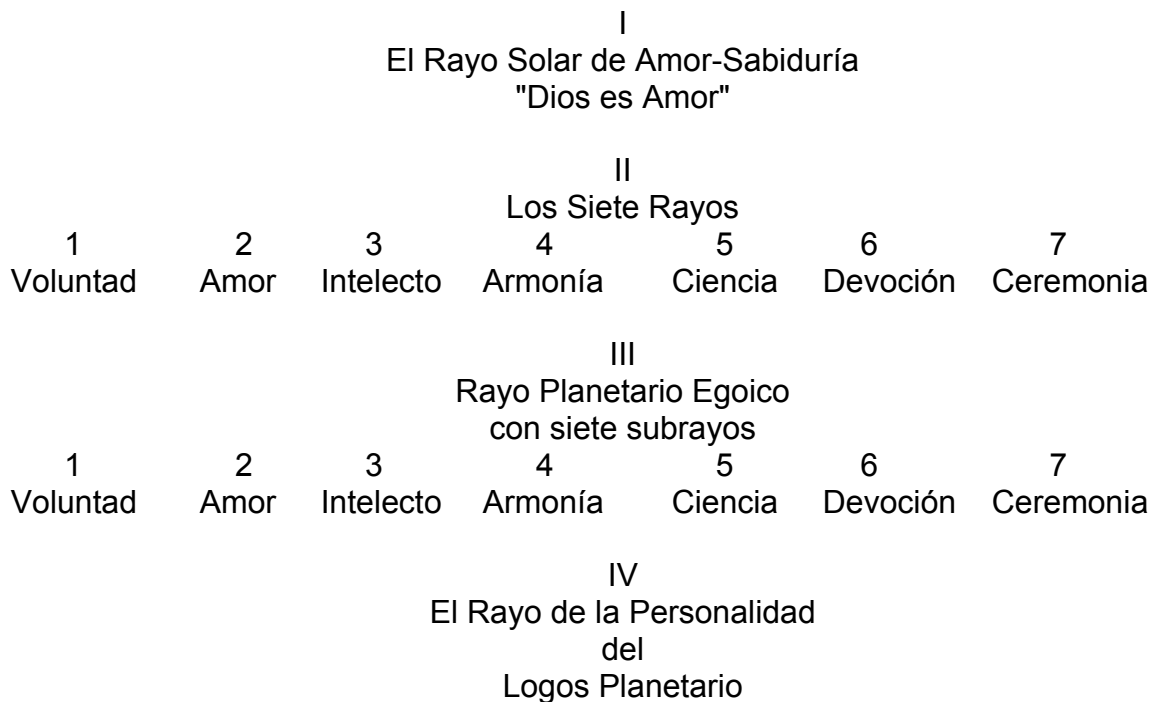 I
El Rayo Solar de Amor-Sabiduría
"Dios es Amor"
II
Los Siete Rayos
1 2 3 4 5 6 7
Voluntad Amor Intelecto Armonía Ciencia Devoción Ceremonia
III
Rayo Planetario Egoico
con siete subrayos
1 2 3 4 5 6 7
Voluntad Amor Intelecto Armonía Ciencia Devoción Ceremonia
IV
El Rayo de la Personalidad
del
Logos Planetario